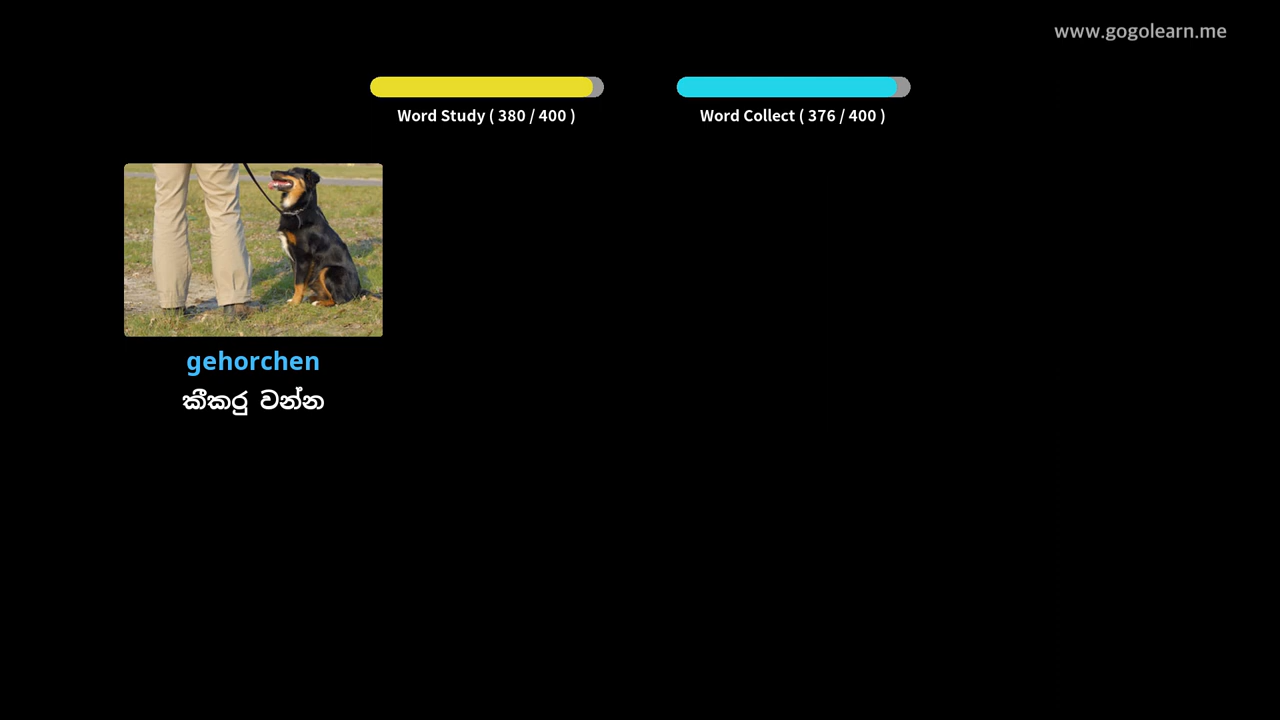 www.gogolearn.me
Word Study ( 380 / 400 )
Word Collect ( 376 / 400 )
gehorchen
කීකරු වන්න